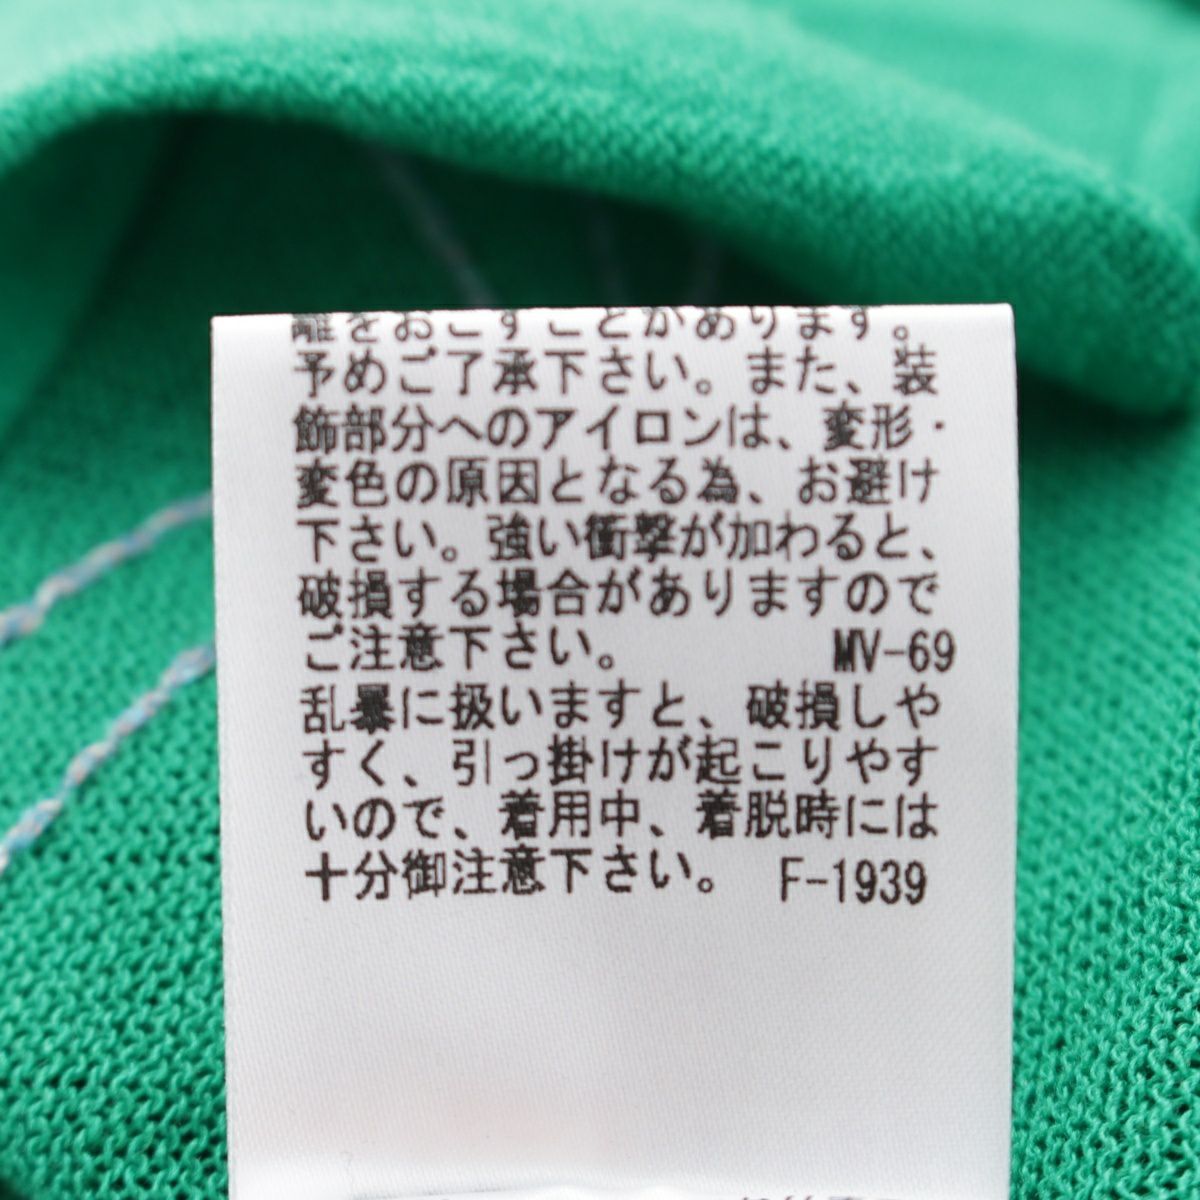 離をおこすことがあります。
予めご了承下さい。また、装
飾部分へのアイロンは、変形・
変色の原因となる為、お避け
下さい。強い衝撃が加わると、
破損する場合がありますので
ご注意下さい。 MV-69
乱暴に扱いますと、破損しや
すく、引っ掛けが起こりやす
いので、着用中、着脱時には
十分御注意下さい。 F-1939